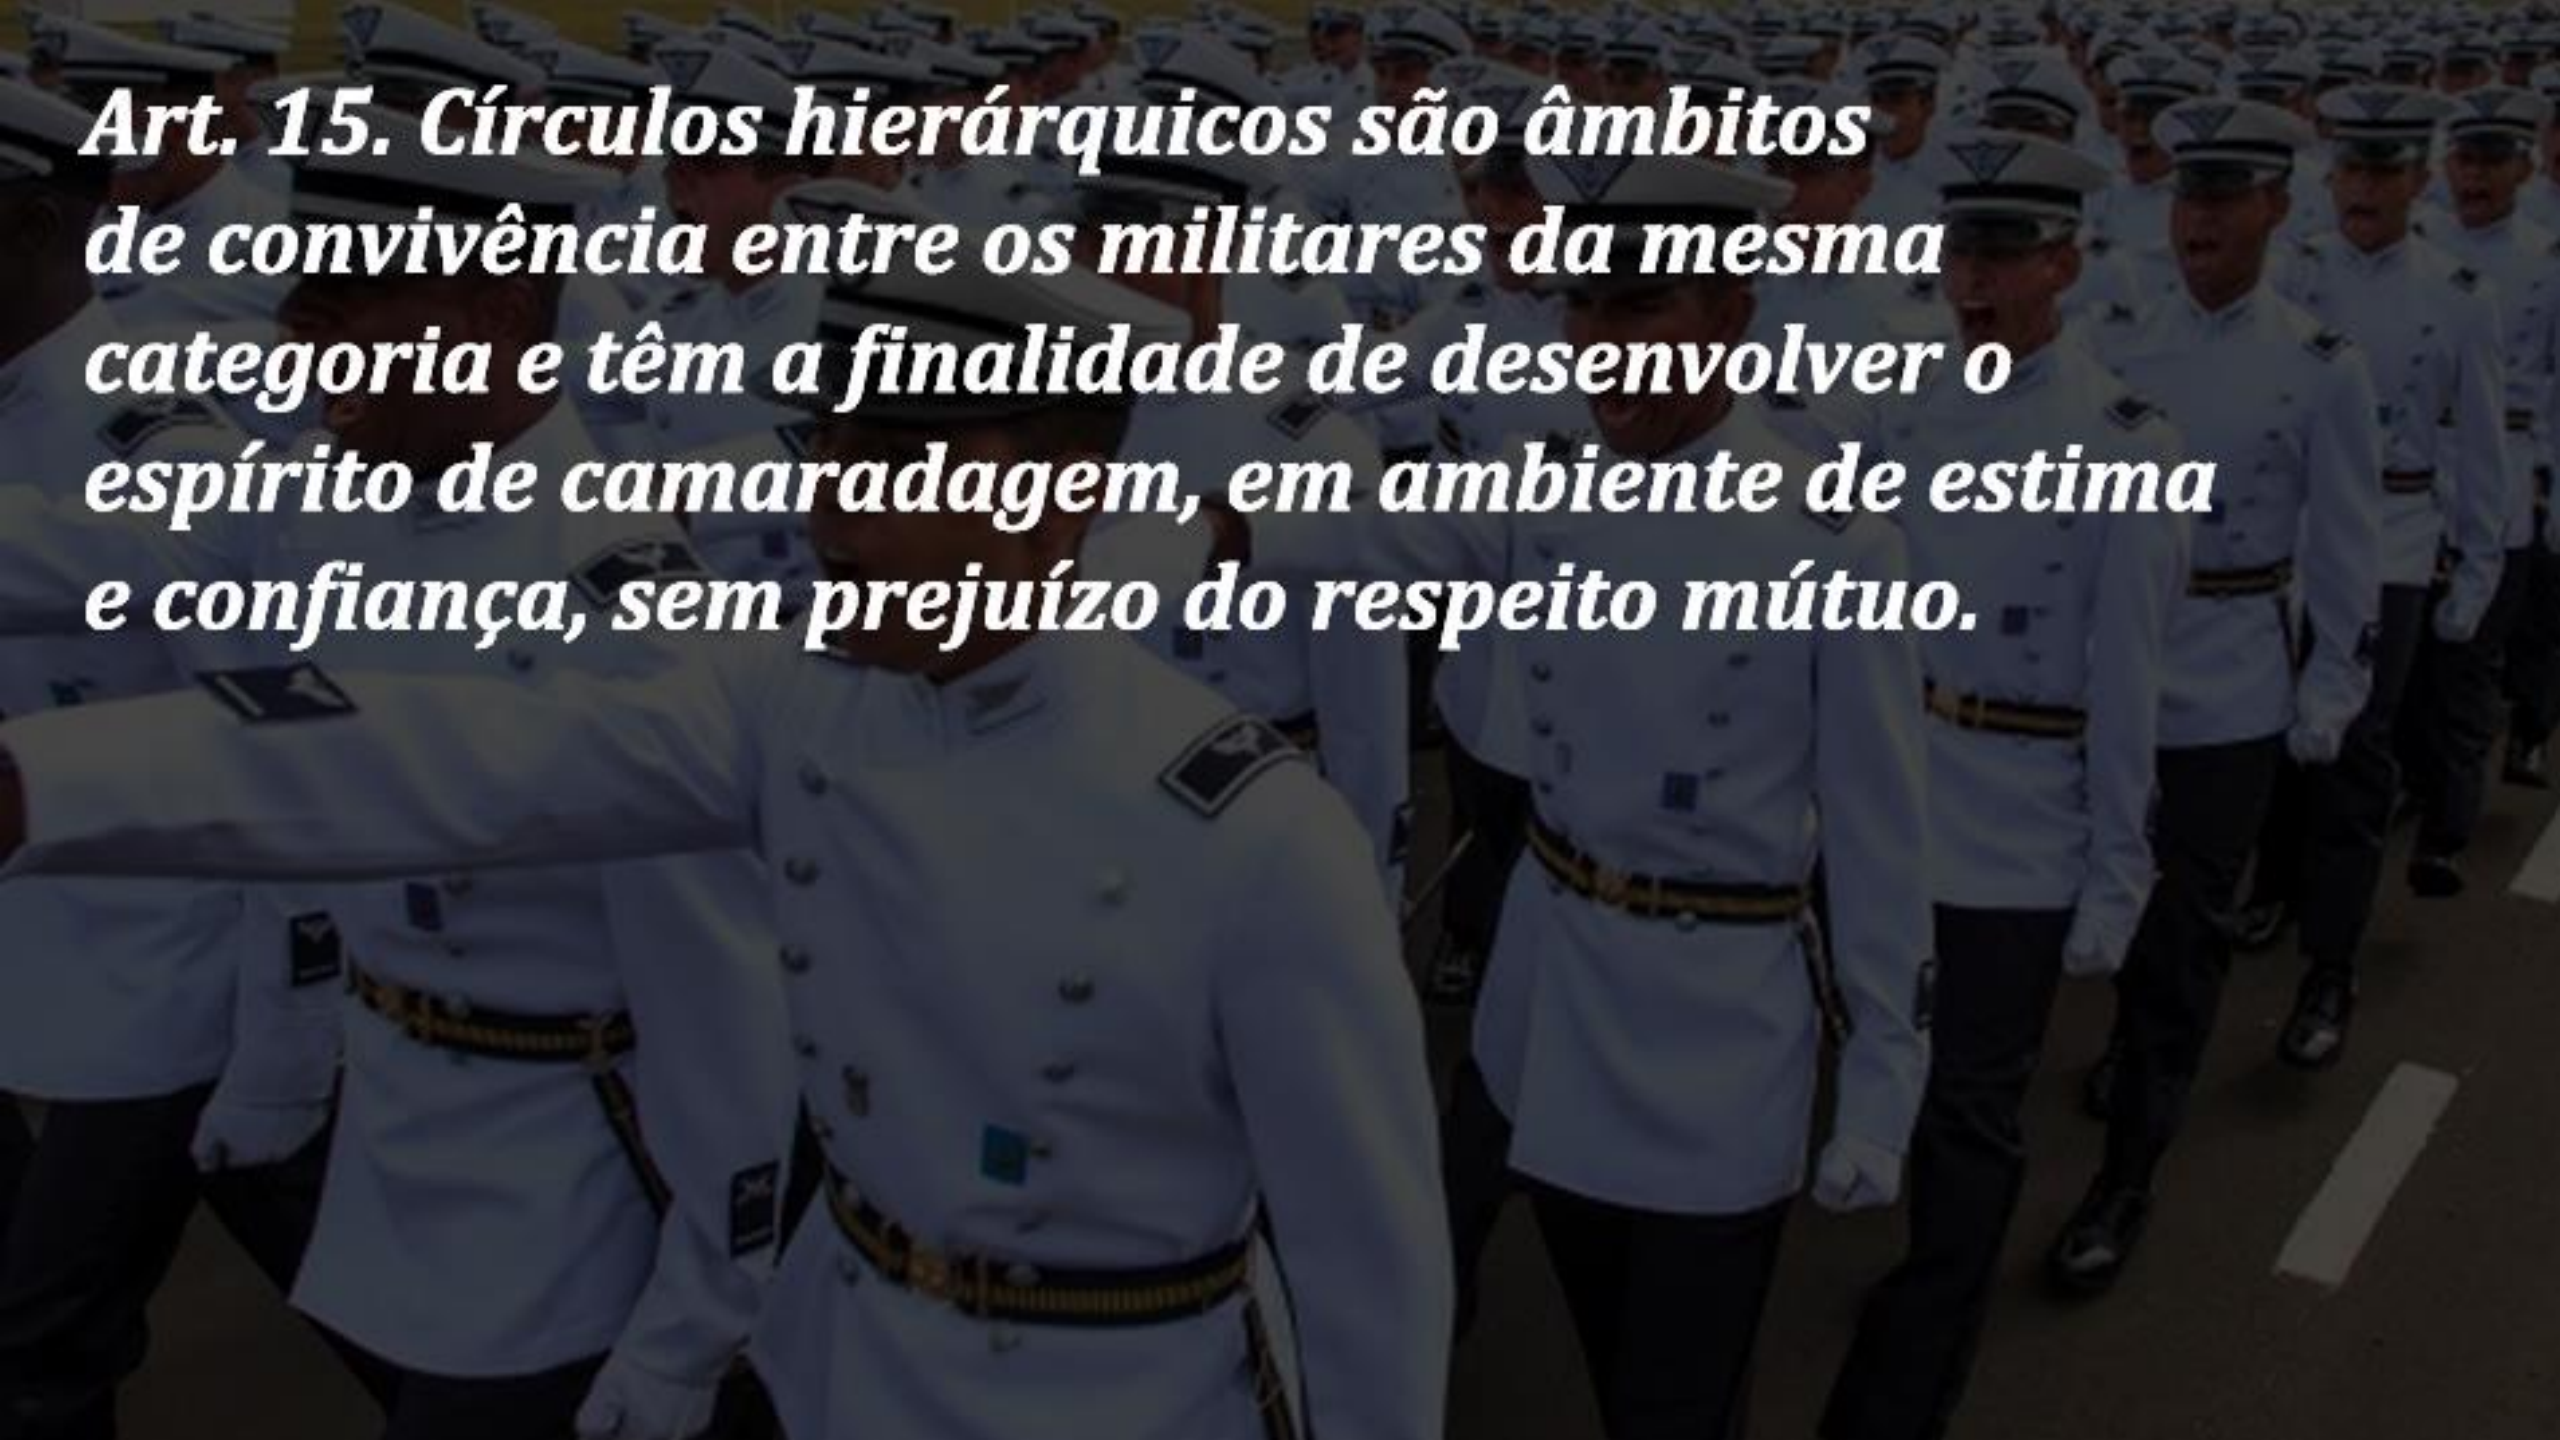 Art. 15. Círculos hierárquicos são âmbitos
de convivência entre os militares da mesma
categoria e têm a finalidade de desenvolver o
espírito de camaradagem, em ambiente de estima
e confiança, sem prejuízo do respeito mútuo.